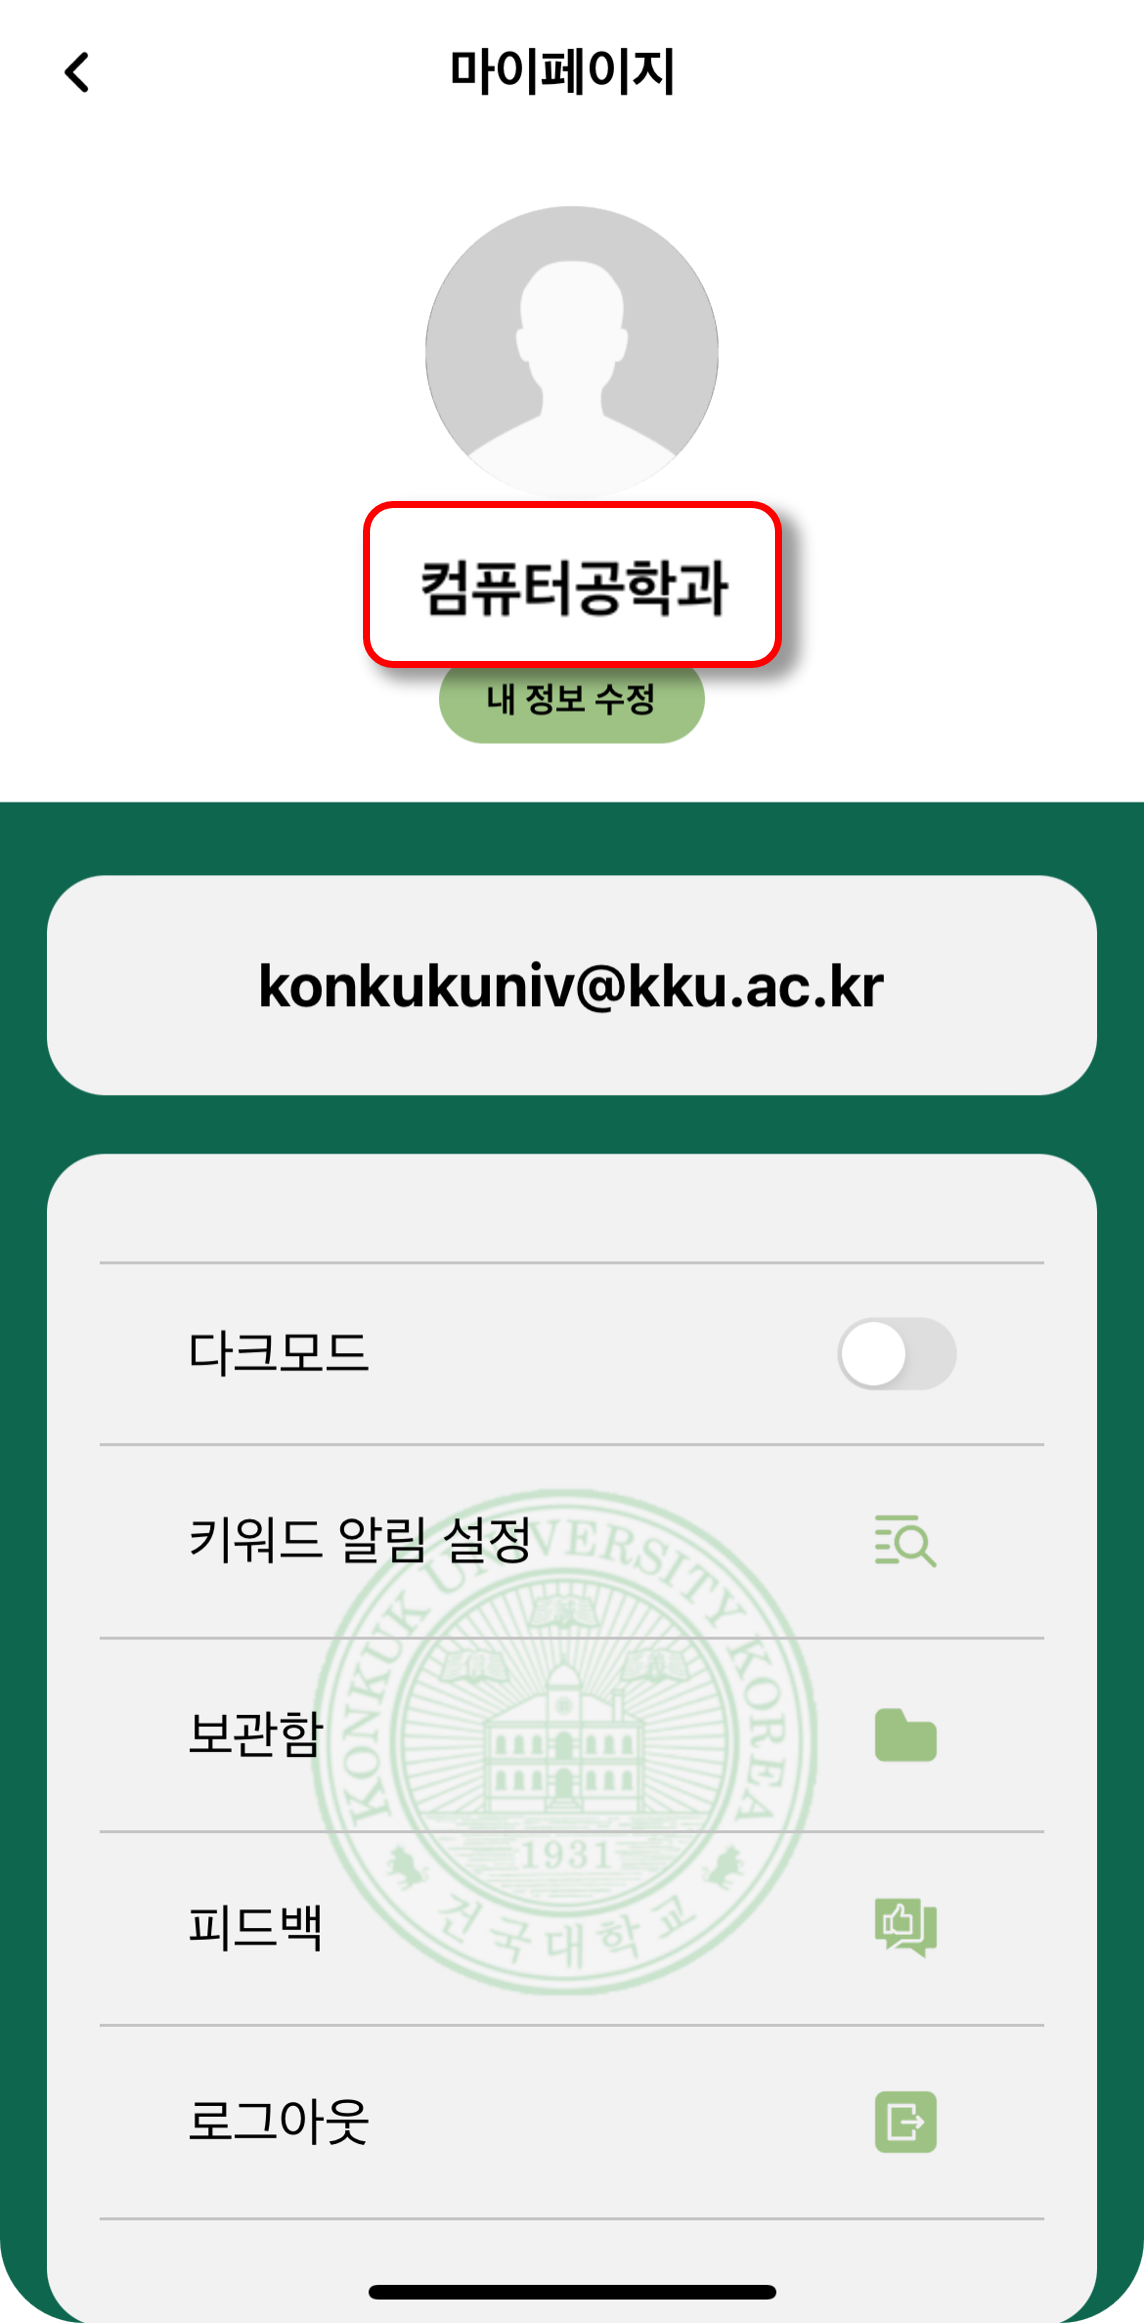 마이페이지
컴퓨터공학과
내 정보 수정
konkukuniv@kku.ac.kr
다크모드
키워드 알림 설정
KONKUK UNIVERSITY KOREA
보관함
1931
피드백
건국대학교
로그아웃